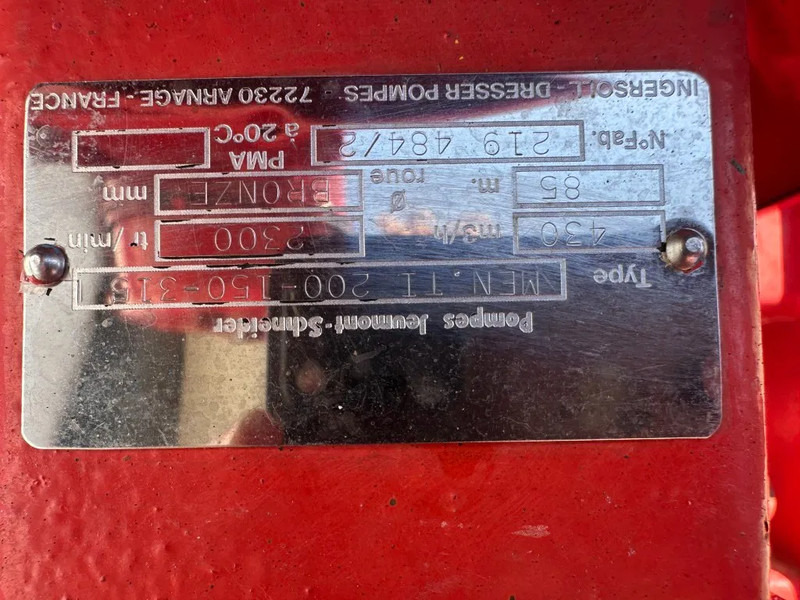 Pompes Jeumont-Schneider
Type MEN.TI 200-150-315
430 m3/h 2300 tr/min
85 m. Ø roue BRONZE mm
N°Fab. 219 484/2 PMA à 20°C
INGERSOLL - DRESSER POMPES - 72230 ARNAGE - FRANCE